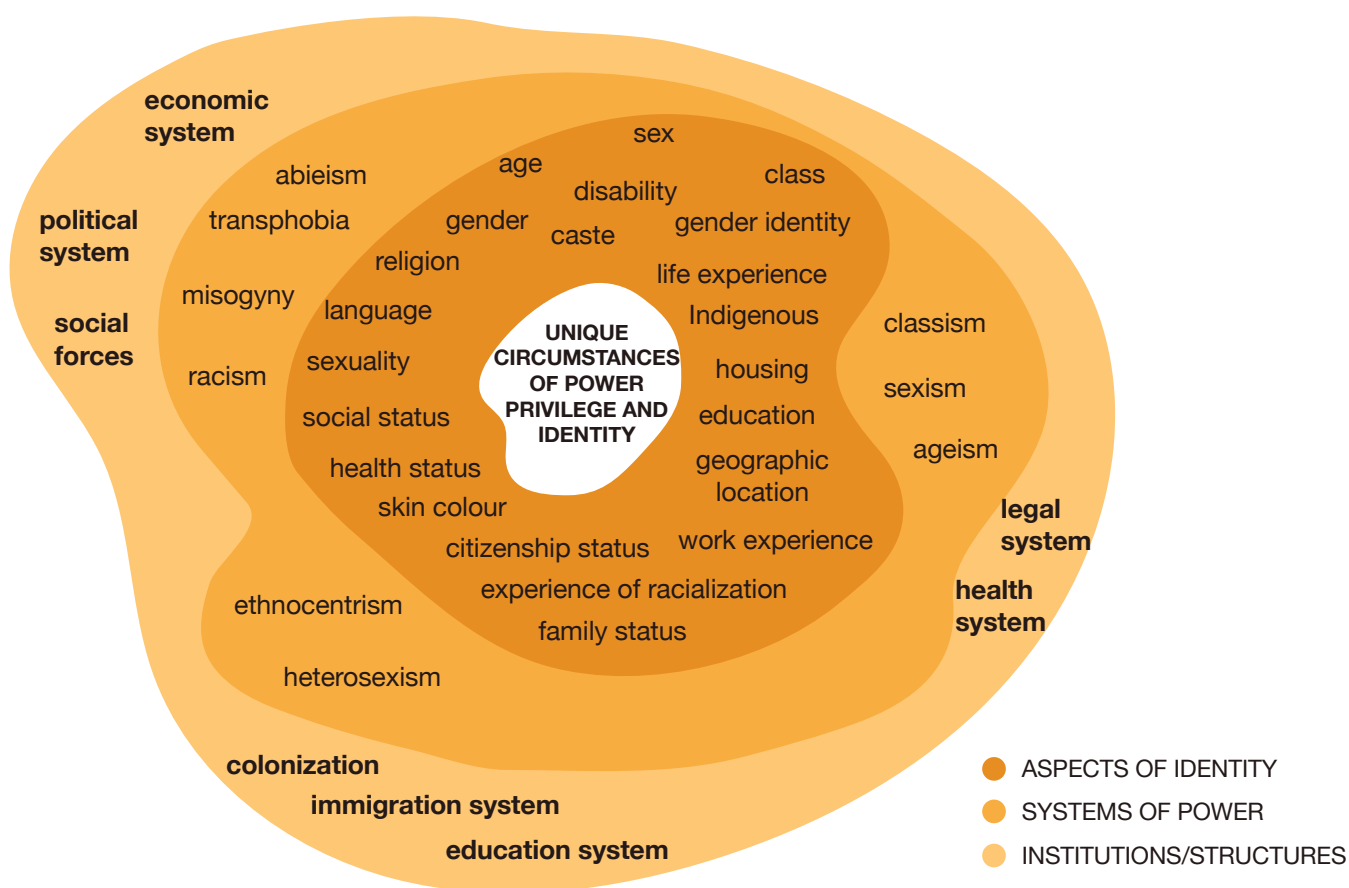 economic
system
political
system
social
forces
abieism
transphobia
misogyny
racism
ethnocentrism
heterosexism
classism
sexism
ageism
sex
age
disability
class
gender
caste
gender identity
religion
life experience
language
Indigenous
sexuality
housing
social status
education
health status
geographic
location
skin colour
citizenship status
work experience
experience of racialization
family status
UNIQUE
CIRCUMSTANCES
OF POWER
PRIVILEGE AND
IDENTITY
legal
system
health
system
colonization
immigration system
education system
ASPECTS OF IDENTITY
SYSTEMS OF POWER
INSTITUTIONS/STRUCTURES